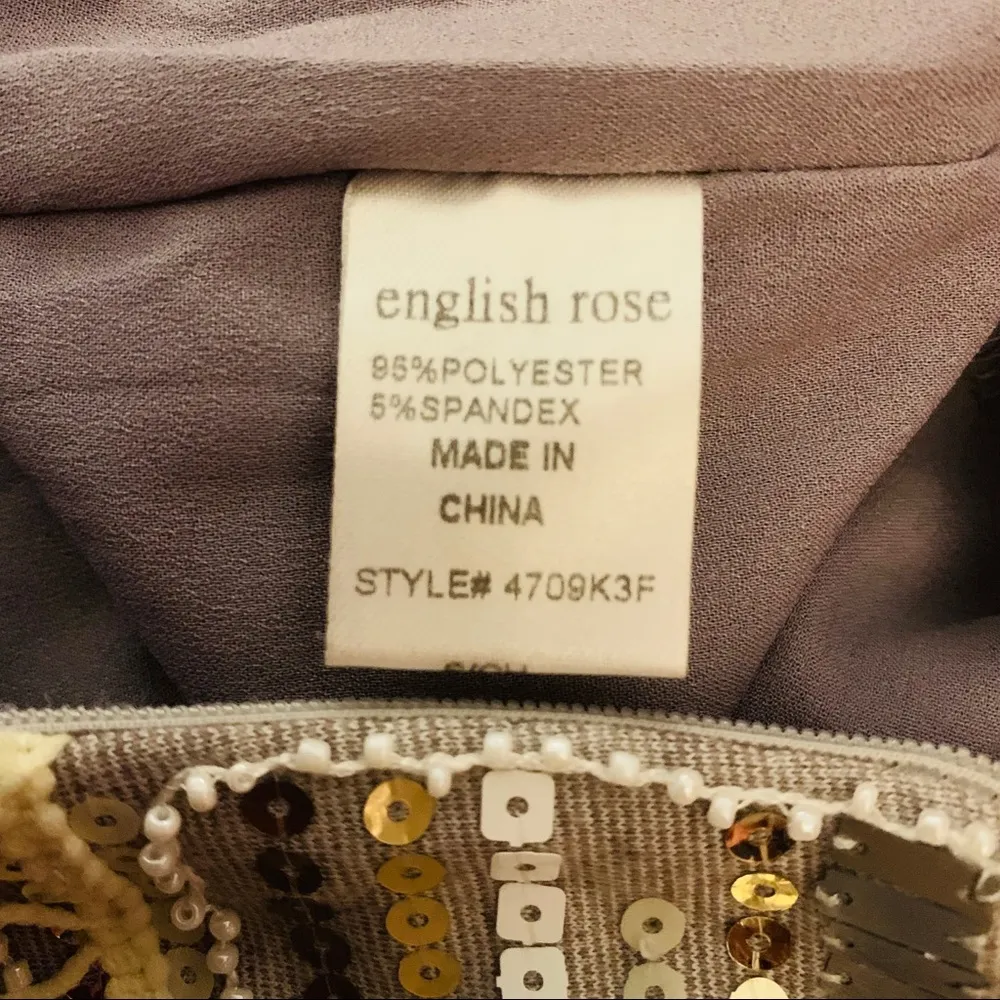 english rose
95%POLYESTER
5%SPANDEX
MADE IN
CHINA
STYLE# 4709K3F